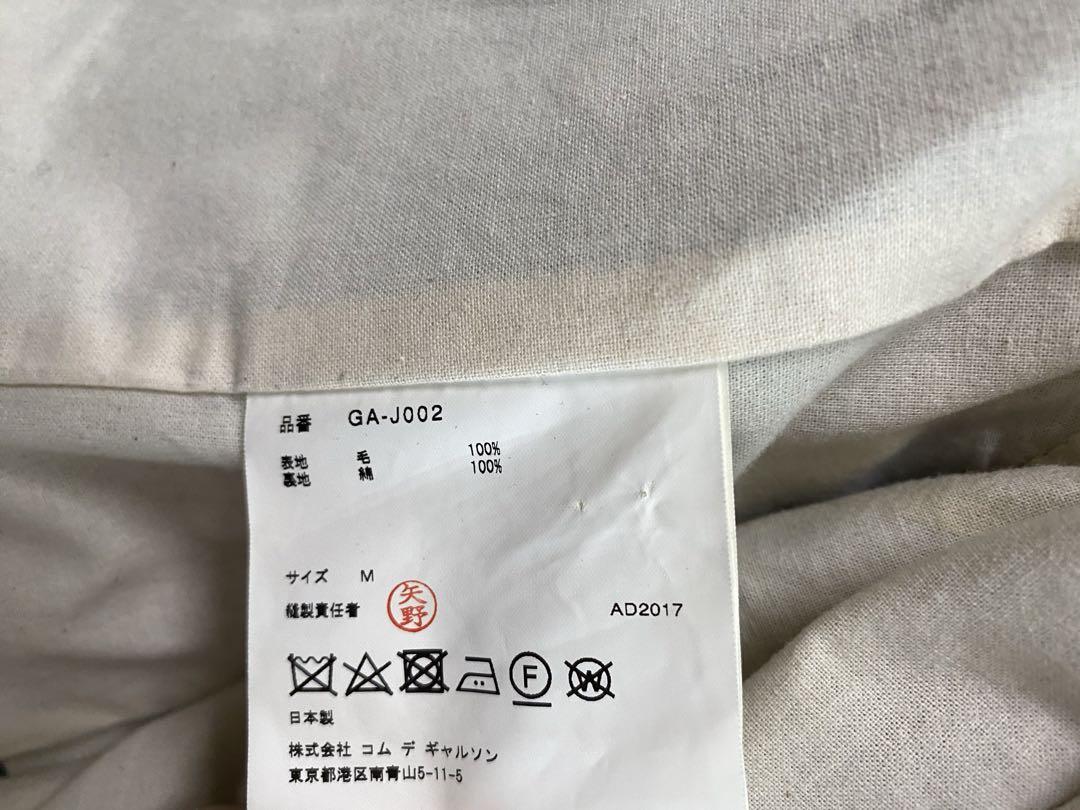 品番 GA-J002
表地 毛 100%
裏地 綿 100%
サイズ M
縫製責任者 矢野 AD2017
F W
日本製
株式会社 コム デ ギャルソン
東京都港区南青山5-11-5